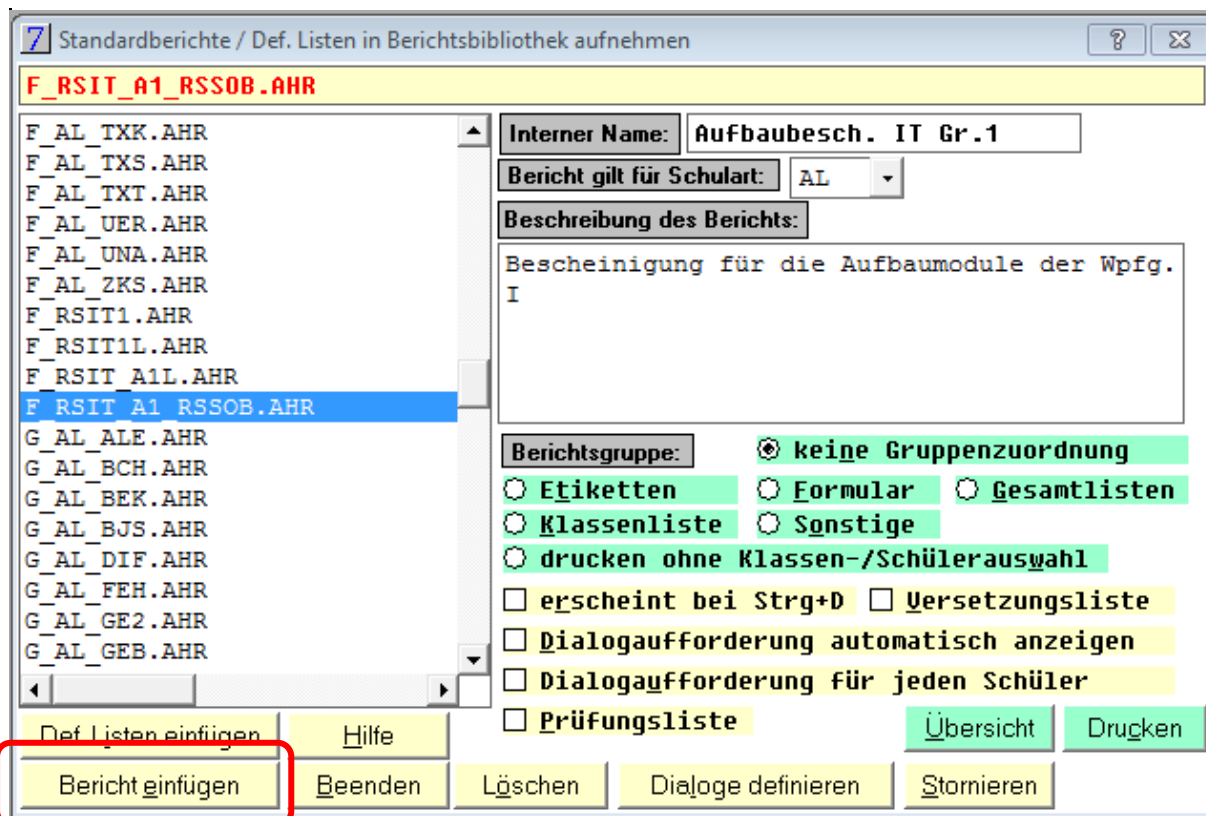 7 Standardberichte / Def. Listen in Berichtsbibliothek aufnehmen ?
F_RSIT_A1_RSSOB.AHR
F_AL_TXK.AHR
F_AL_TXS.AHR
F_AL_TXT.AHR
F_AL_UER.AHR
F_AL_UNA.AHR
F_AL_ZKS.AHR
F_RSIT1.AHR
F_RSIT1L.AHR
F_RSIT_A1L.AHR
F_RSIT_A1_RSSOB.AHR
G_AL_ALE.AHR
G_AL_BCH.AHR
G_AL_BEK.AHR
G_AL_BJS.AHR
G_AL_DIF.AHR
G_AL_FEH.AHR
G_AL_GE2.AHR
G_AL_GEB.AHR
Interner Name: Aufbaubesch. IT Gr.1
Bericht gilt für Schulart: AL
Beschreibung des Berichts:
Bescheinigung für die Aufbaumodule der Wpfg.
I
Berichtsgruppe: keine Gruppenzuordnung
Etiketten Formular Gesamtlisten
Klassenliste Sonstige
drucken ohne Klassen-/Schülerauswahl
erscheint bei Strg+D Versetzungsliste
Dialogaufforderung automatisch anzeigen
Dialogaufforderung für jeden Schüler
Prüfungsliste Übersicht Drucken
Def. Listen einfügen Hilfe
Bericht einfügen Beenden Löschen Dialoge definieren Stornieren